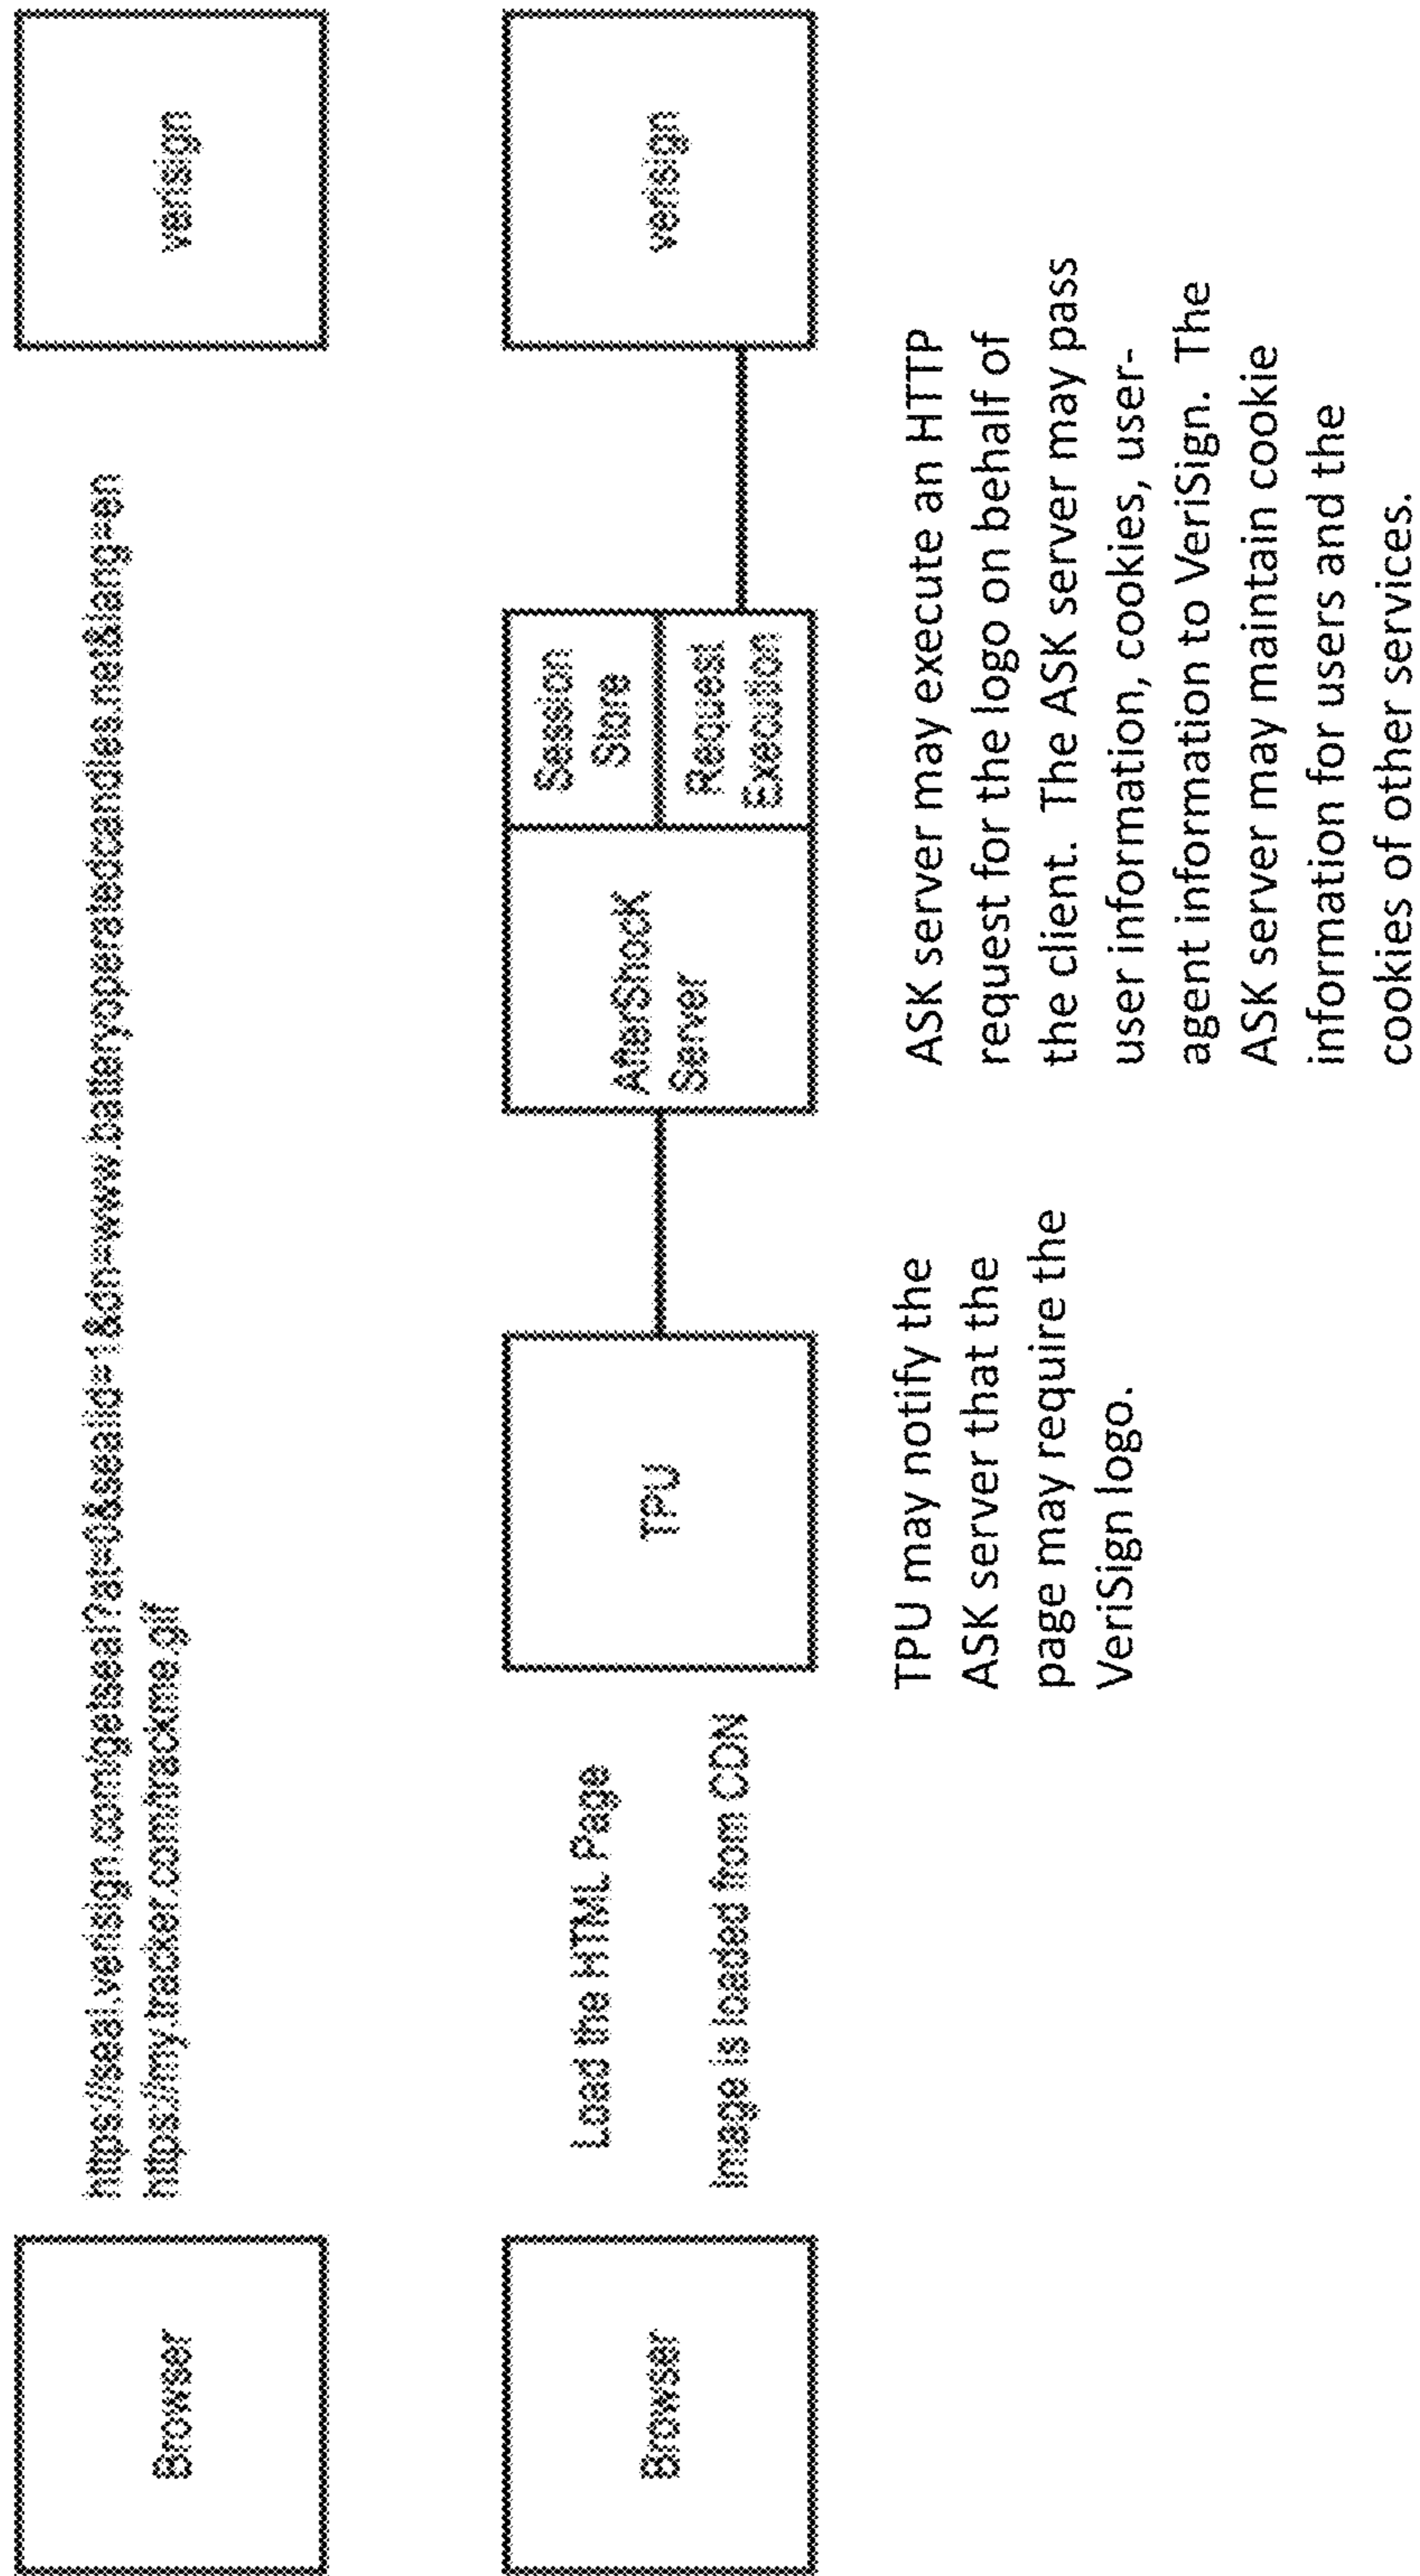 Browser
https://seal.verisign.com/getseal?at=0&sealid=1&dn=www.batteryoperatedcandles.net&lang=en
https://my.tracker.com/trackme.gif
verisign
Browser
Load the HTML Page
Image is loaded from CDN
TPU
AfterShocK
Server
Session
Store
Request
Execution
verisign
TPU may notify the
ASK server that the
page may require the
VeriSign logo.
ASK server may execute an HTTP
request for the logo on behalf of
the client.  The ASK server may pass
user information, cookies, user-
agent information to VeriSign.  The
ASK server may maintain cookie
information for users and the
cookies of other services.